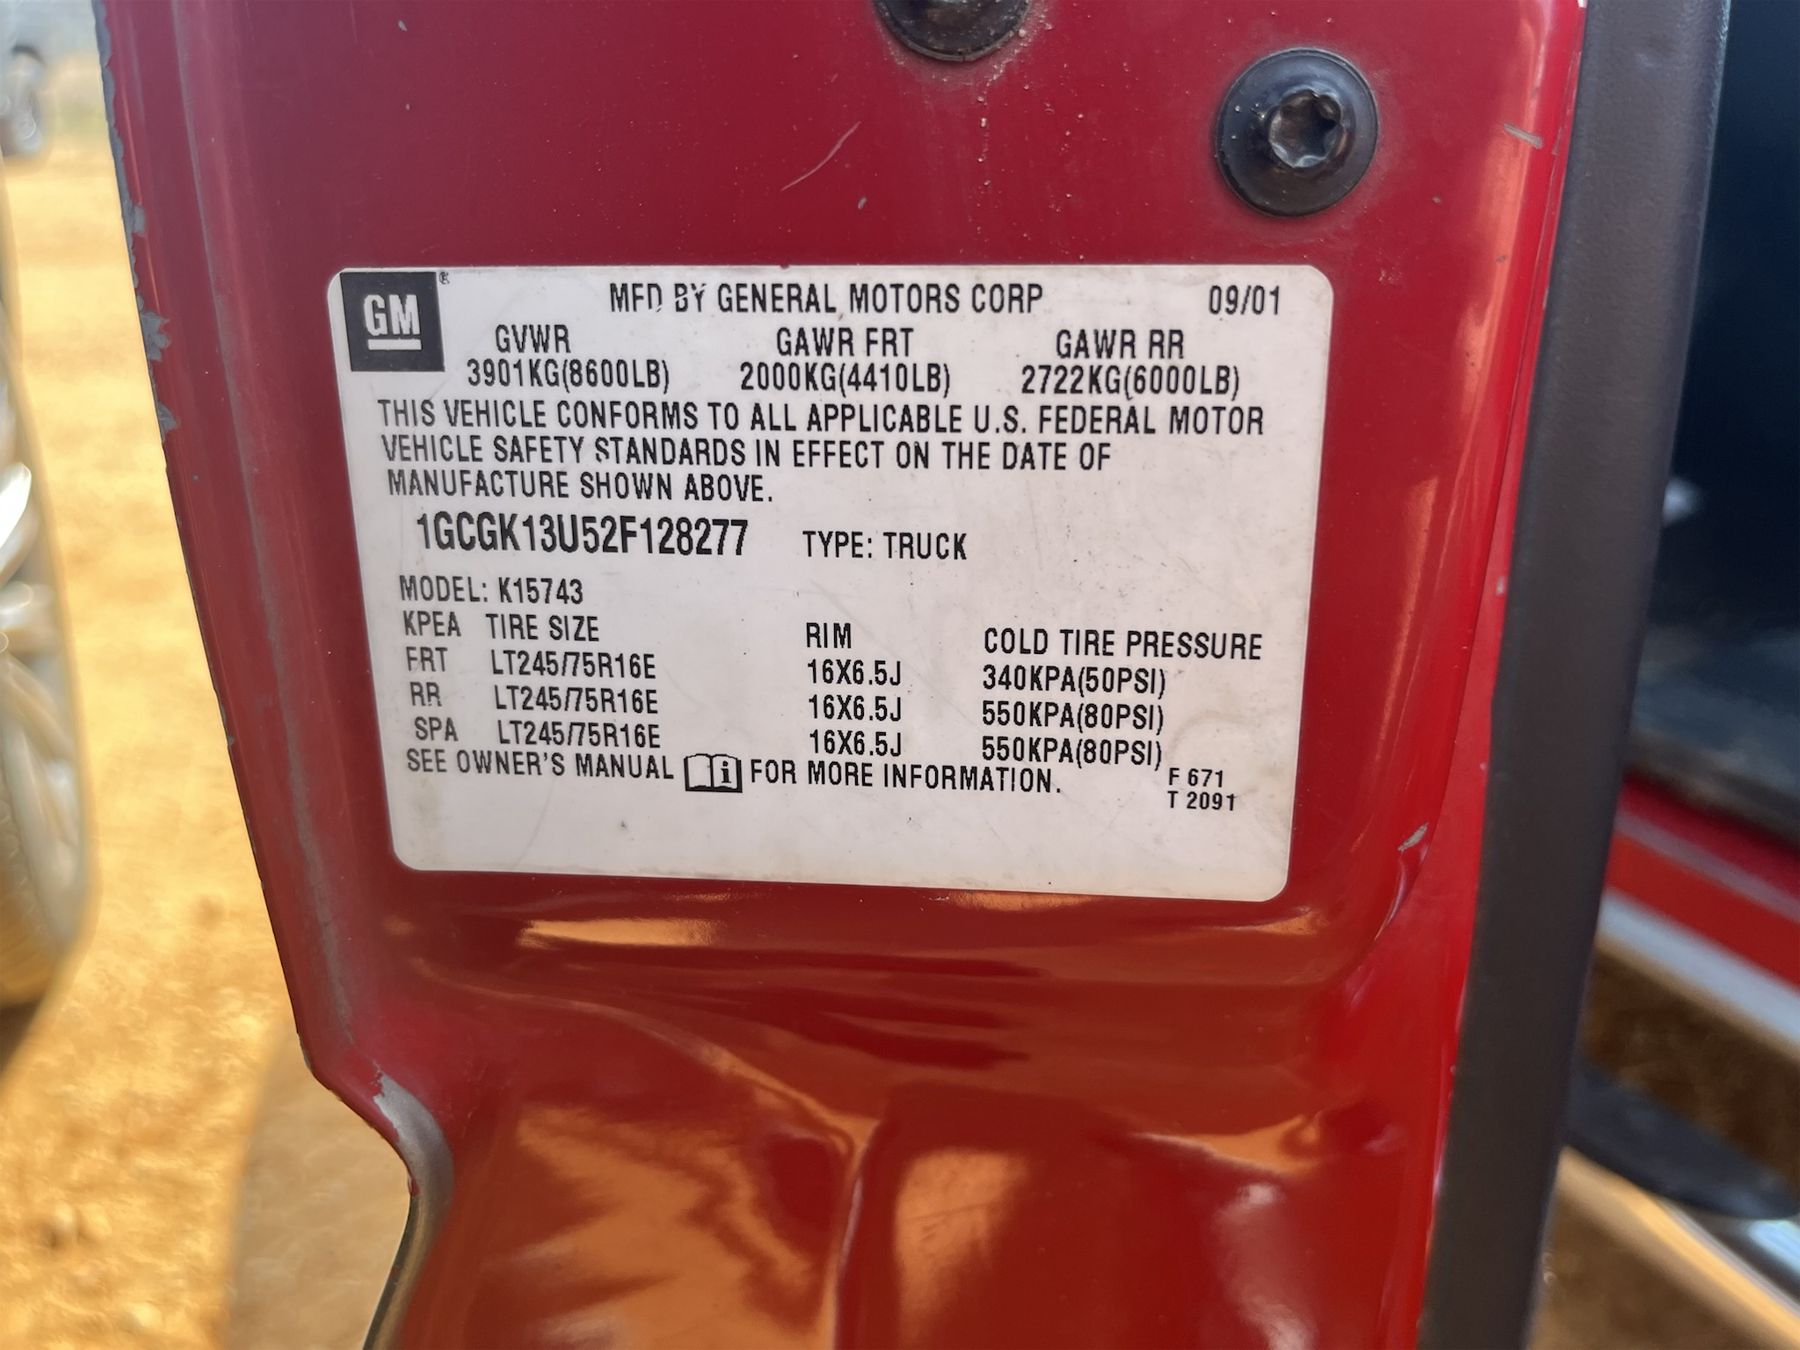 GM ®
MFD BY GENERAL MOTORS CORP 09/01
GVWR GAWR FRT GAWR RR
3901KG(8600LB) 2000KG(4410LB) 2722KG(6000LB)
THIS VEHICLE CONFORMS TO ALL APPLICABLE U.S. FEDERAL MOTOR
VEHICLE SAFETY STANDARDS IN EFFECT ON THE DATE OF
MANUFACTURE SHOWN ABOVE.
1GCGK13U52F128277 TYPE: TRUCK
MODEL: K15743
KPEA TIRE SIZE RIM COLD TIRE PRESSURE
FRT LT245/75R16E 16X6.5J 340KPA(50PSI)
RR LT245/75R16E 16X6.5J 550KPA(80PSI)
SPA LT245/75R16E 16X6.5J 550KPA(80PSI)
SEE OWNER'S MANUAL i FOR MORE INFORMATION.
F 671
T 2091